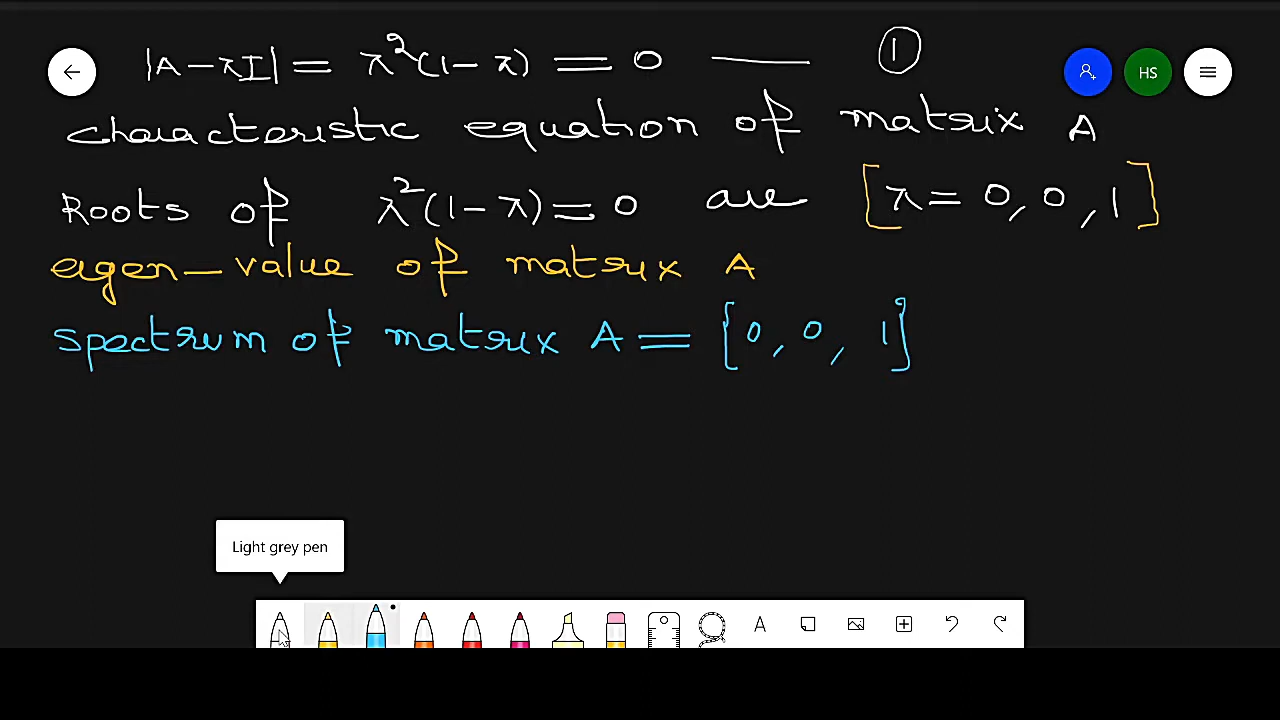 |A-λI| = λ²(1-λ) = 0 —— ①
HS
characteristic equation of matrix A
Roots of λ²(1-λ)=0 are [λ = 0, 0, 1]
eigen-value of matrix A
spectrum of matrix A = {0, 0, 1}
Light grey pen
A